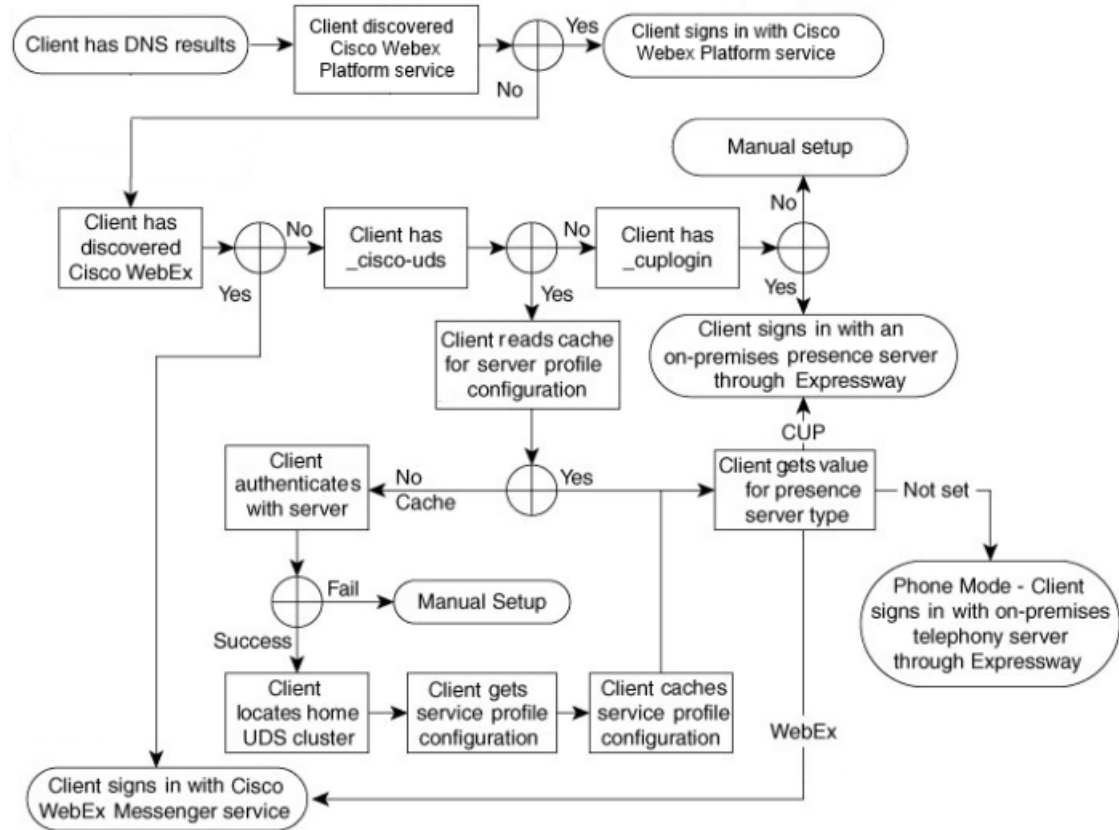 Client has DNS results
Client discovered
Cisco Webex
Platform service
Yes
Client signs in with Cisco
Webex Platform service
No
Manual setup
No
Client has
discovered
Cisco WebEx
No
Client has
_cisco-uds
No
Client has
_cuplogin
Yes
Yes
Yes
Client signs in with an
on-premises presence server
through Expressway
Client reads cache
for server profile
configuration
CUP
Client
authenticates
with server
No
Cache
Yes
Client gets value
for presence
server type
Not set
Fail
Manual Setup
Success
Phone Mode - Client
signs in with on-premises
telephony server
through Expressway
Client
locates home
UDS cluster
Client gets
service profile
configuration
Client caches
service profile
configuration
WebEx
Client signs in with Cisco
WebEx Messenger service